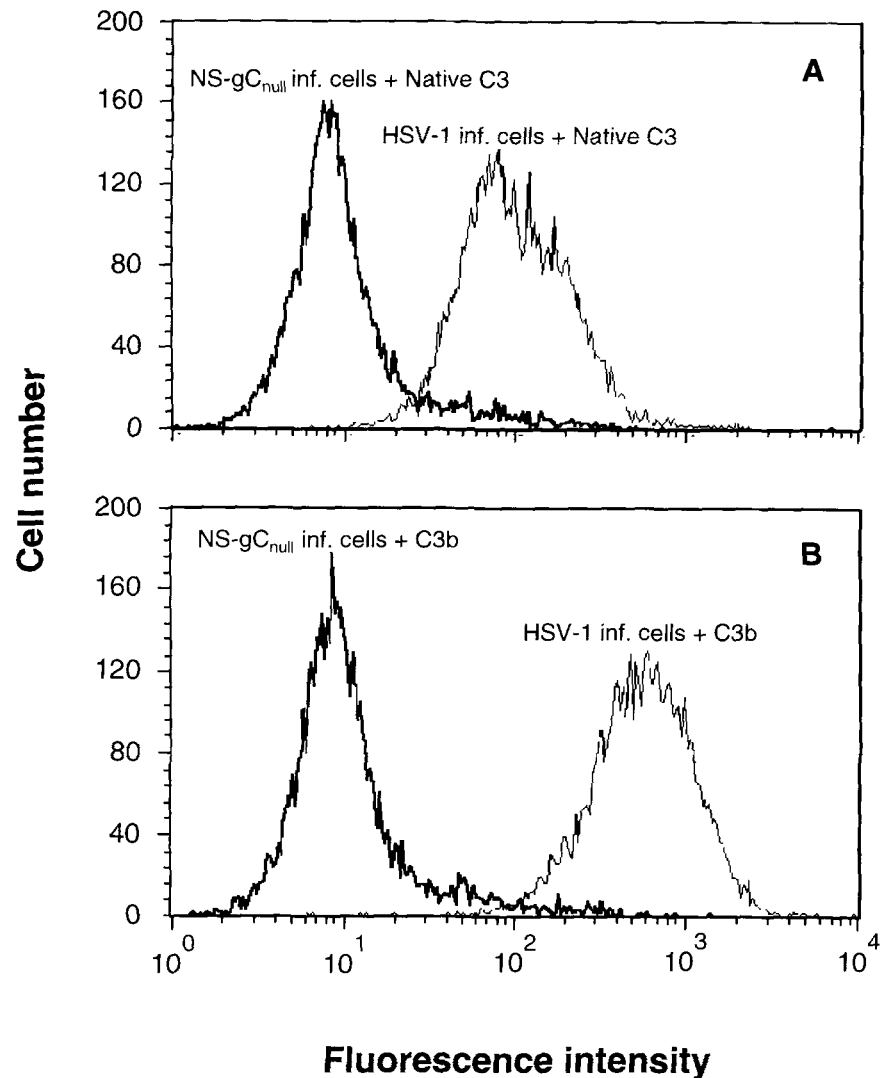 200
160
120
80
40
0
NS-gCnull inf. cells + Native C3
HSV-1 inf. cells + Native C3
A
Cell number
200
160
120
80
40
0
NS-gCnull inf. cells + C3b
HSV-1 inf. cells + C3b
B
10^0 10^1 10^2 10^3 10^4
Fluorescence intensity